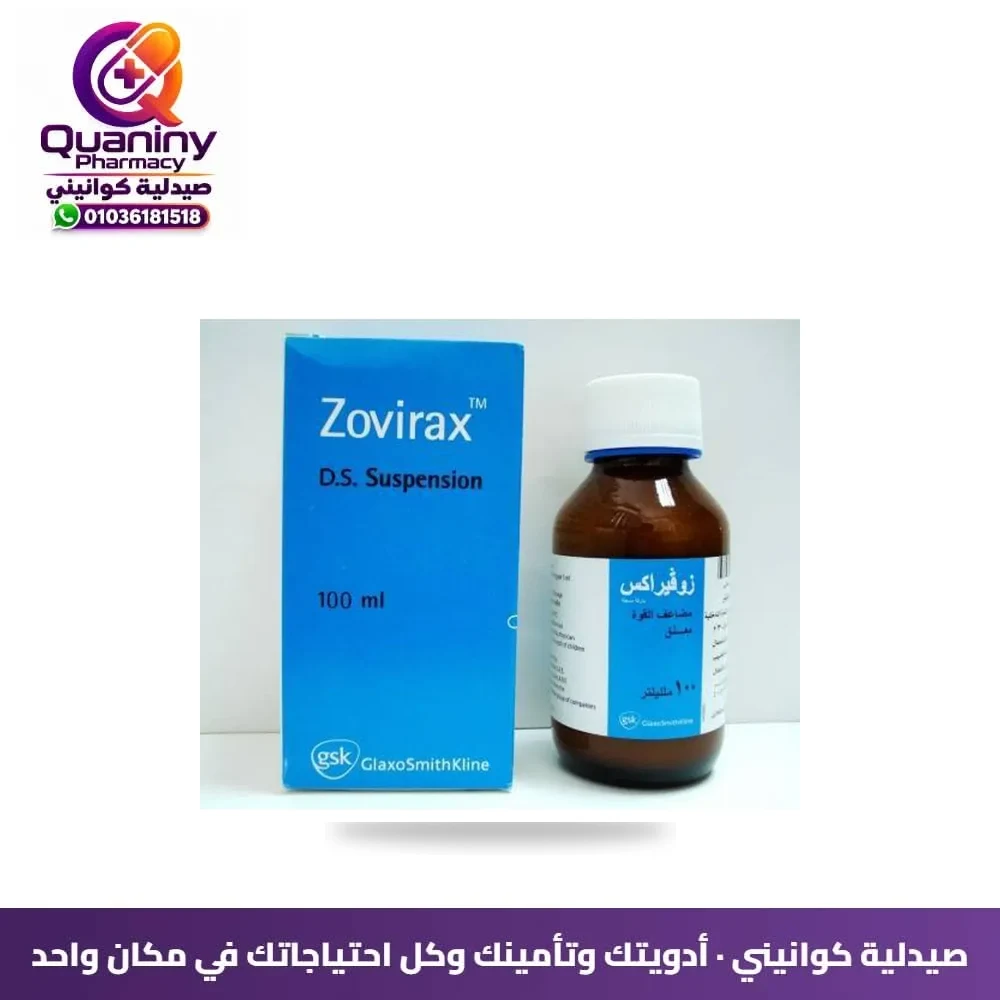 Quaniny
Pharmacy
صيدلية كوانيني
01036181518
Zovirax™
D.S. Suspension
100 ml
gsk GlaxoSmithKline
زوڤيراكس
مضاعف القوة
معلق
١٠٠ ملليلتر
gsk GlaxoSmithKline
صيدلية كوانيني · أدويتك وتأمينك وكل احتياجاتك في مكان واحد